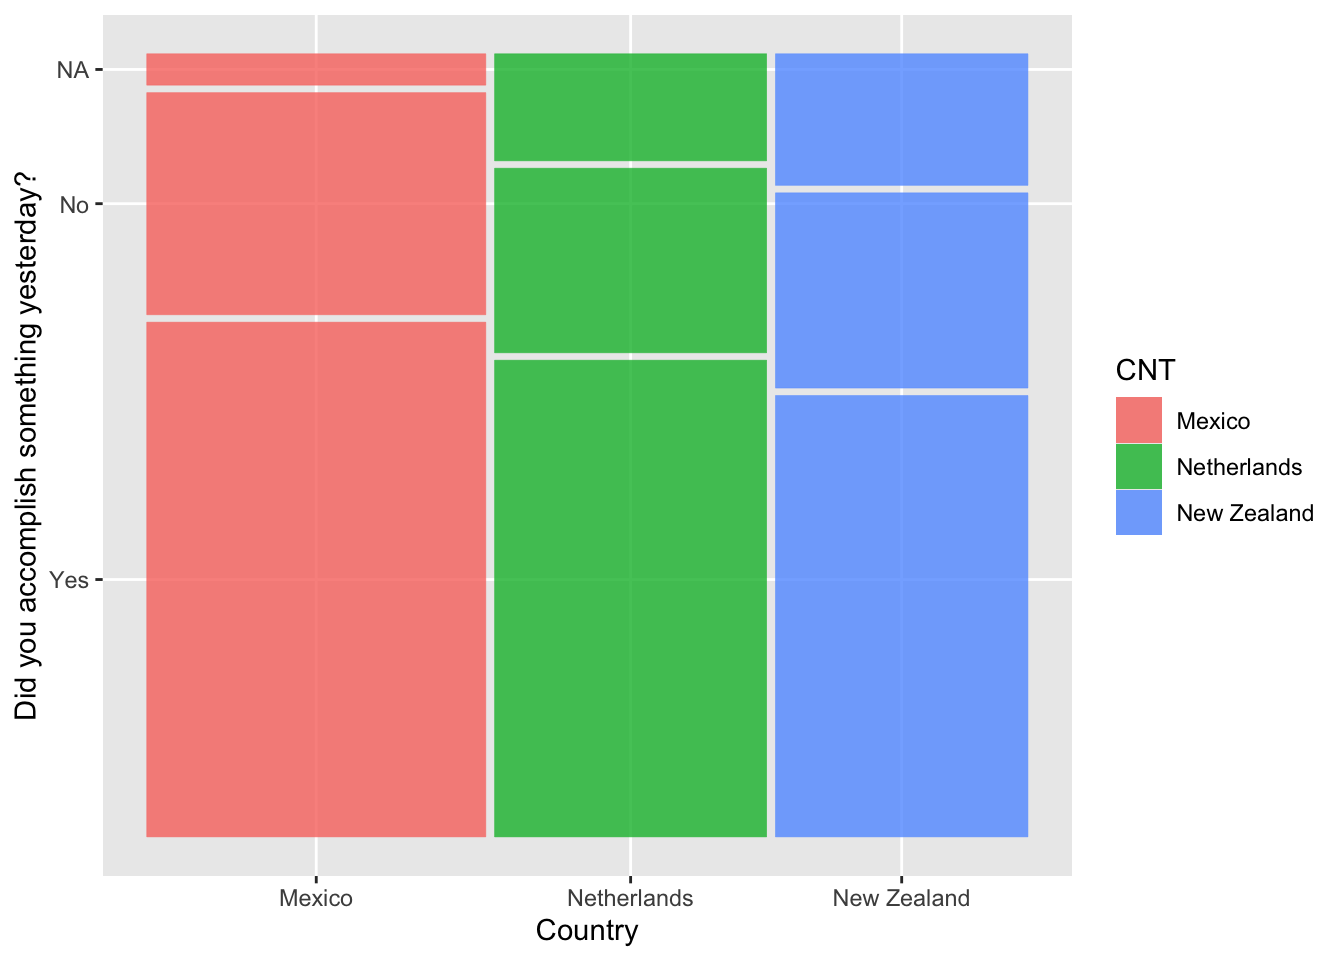 Did you accomplish something yesterday?
NA
No
Yes
Mexico
Netherlands
New Zealand
Country
CNT
Mexico
Netherlands
New Zealand